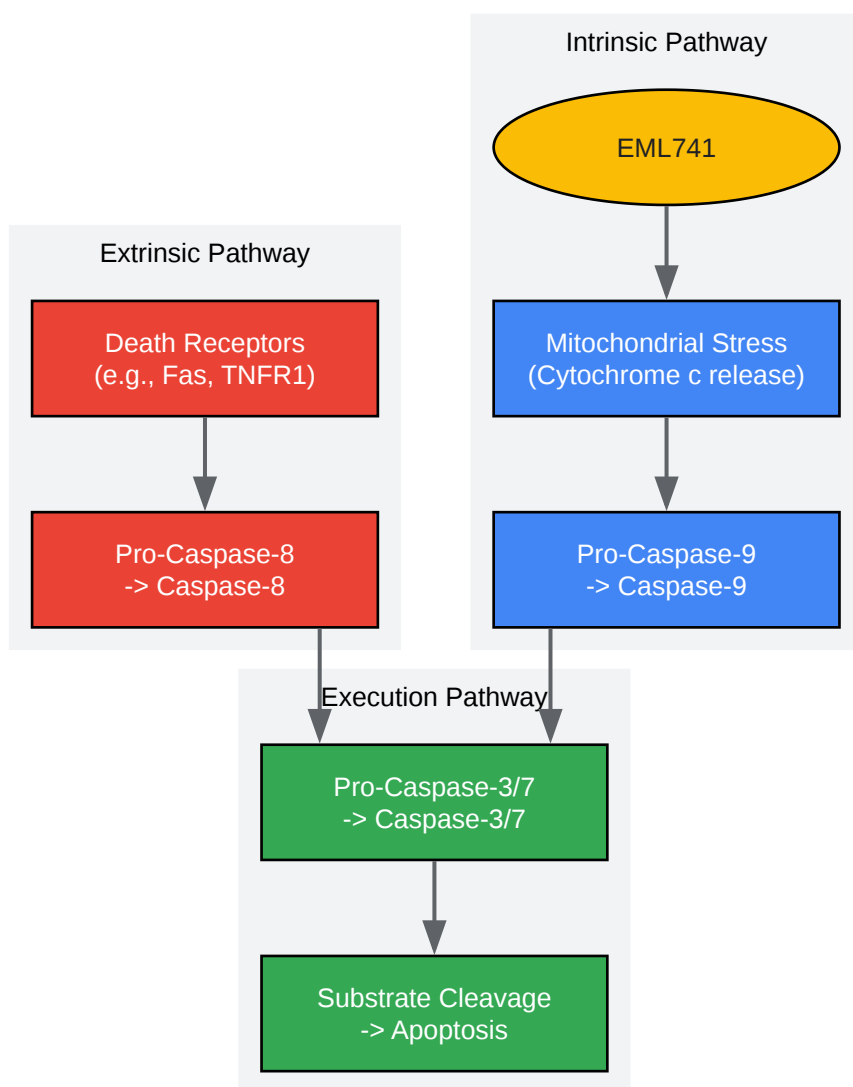 Intrinsic Pathway
EML741
Extrinsic Pathway
Death Receptors
(e.g., Fas, TNFR1)
Mitochondrial Stress
(Cytochrome c release)
Pro-Caspase-8
-> Caspase-8
Pro-Caspase-9
-> Caspase-9
Execution Pathway
Pro-Caspase-3/7
-> Caspase-3/7
Substrate Cleavage
-> Apoptosis